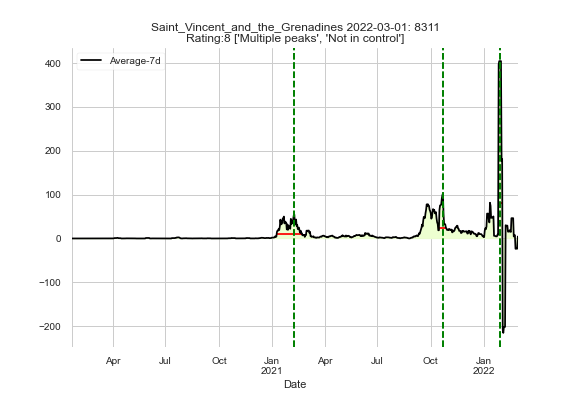 Saint_Vincent_and_the_Grenadines 2022-03-01: 8311
Rating:8 ['Multiple peaks', 'Not in control']
Average-7d
400
300
200
100
0
−100
−200
Apr Jul Oct Jan Apr Jul Oct Jan
2021 2022
Date